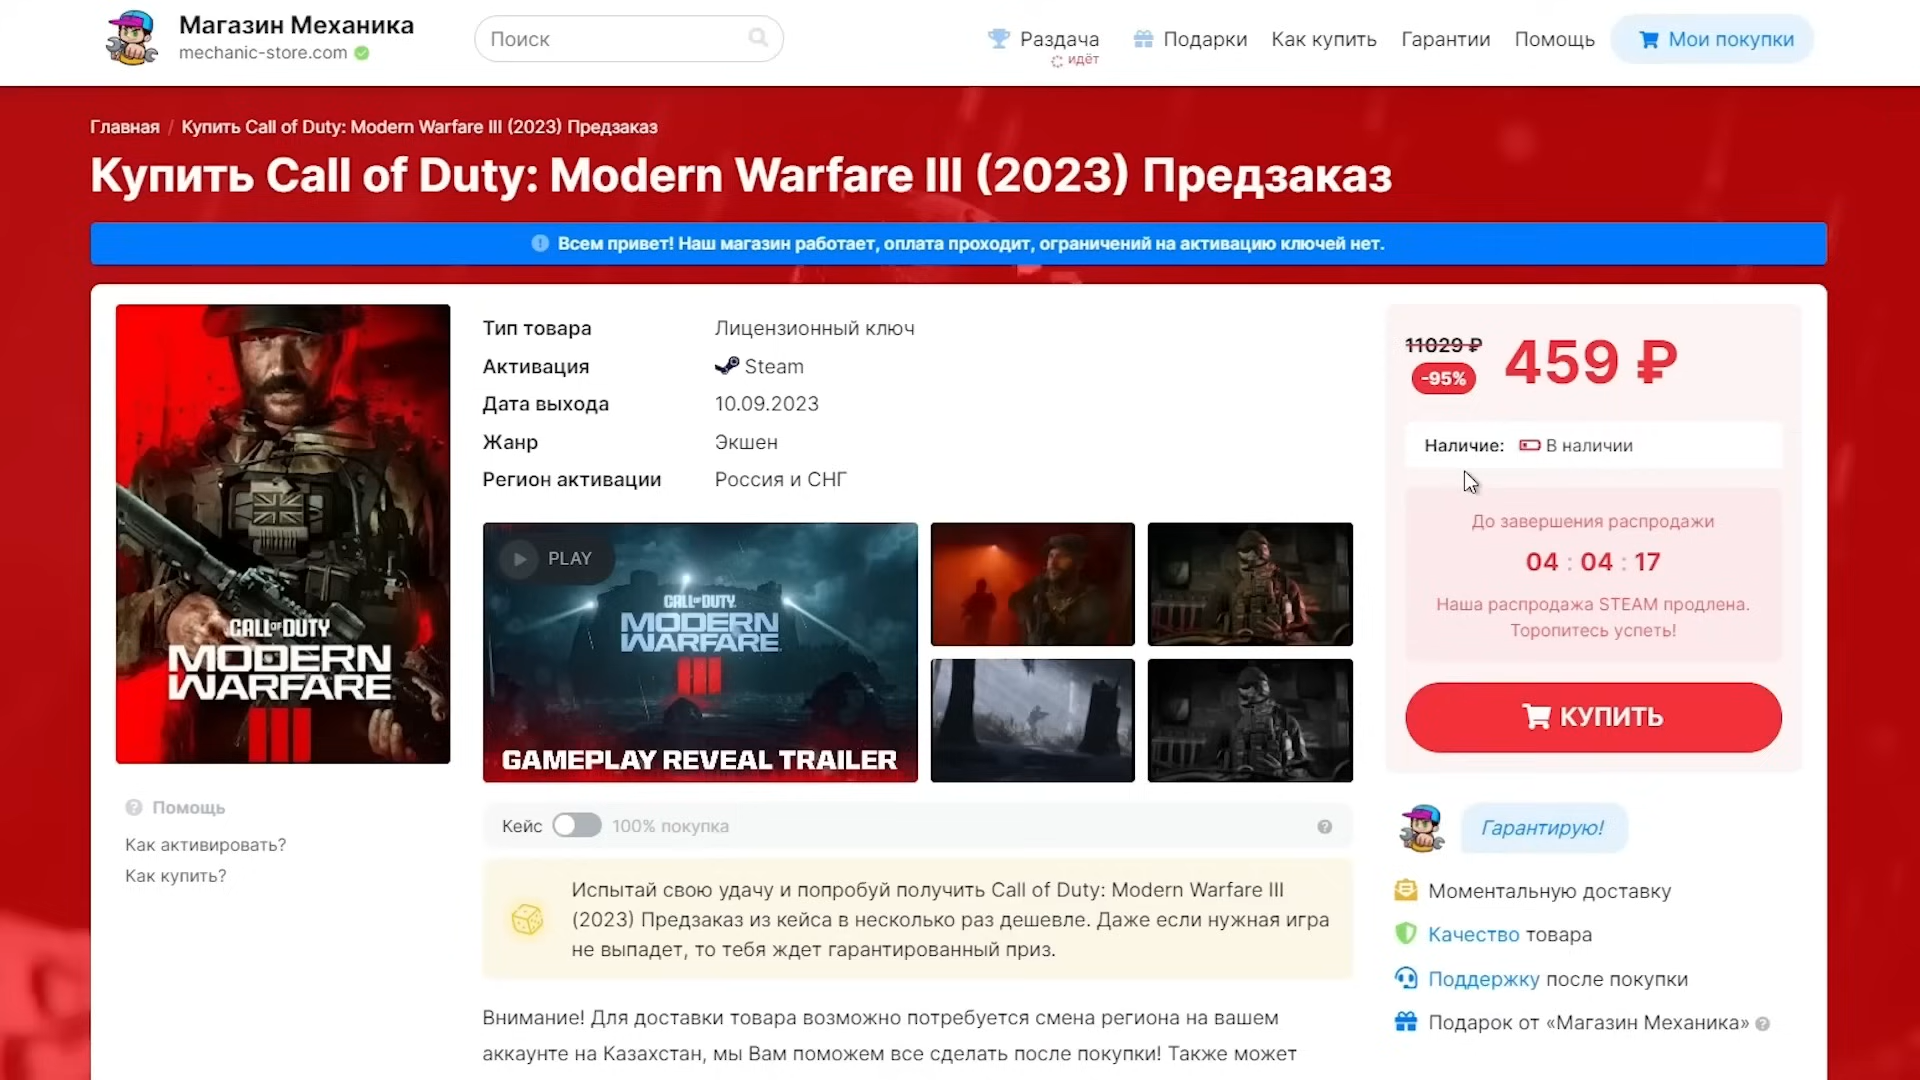 Магазин Механика
mechanic-store.com
Поиск
Раздача
идёт
Подарки
Как купить
Гарантии
Помощь
Мои покупки
Главная / Купить Call of Duty: Modern Warfare III (2023) Предзаказ
Купить Call of Duty: Modern Warfare III (2023) Предзаказ
Всем привет! Наш магазин работает, оплата проходит, ограничений на активацию ключей нет.
CALL OF DUTY
MODERN
WARFARE
III
Помощь
Как активировать?
Как купить?
Тип товара Лицензионный ключ
Активация Steam
Дата выхода 10.09.2023
Жанр Экшен
Регион активации Россия и СНГ
PLAY
CALL OF DUTY
MODERN
WARFARE
III
GAMEPLAY REVEAL TRAILER
Кейс 100% покупка
Испытай свою удачу и попробуй получить Call of Duty: Modern Warfare III
(2023) Предзаказ из кейса в несколько раз дешевле. Даже если нужная игра
не выпадет, то тебя ждет гарантированный приз.
Внимание! Для доставки товара возможно потребуется смена региона на вашем
аккаунте на Казахстан, мы Вам поможем все сделать после покупки! Также может
11029 ₽
-95%
459 ₽
Наличие: В наличии
До завершения распродажи
04 : 04 : 17
Наша распродажа STEAM продлена.
Торопитесь успеть!
КУПИТЬ
Гарантирую!
Моментальную доставку
Качество товара
Поддержку после покупки
Подарок от «Магазин Механика»